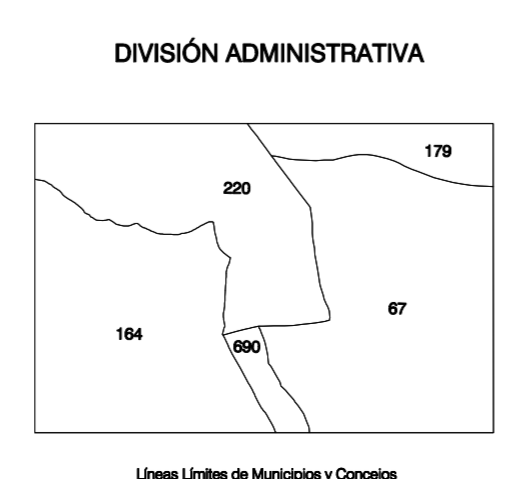 DIVISIÓN ADMINISTRATIVA
179
220
67
164
690
Líneas Límites de Municipios y Concejos